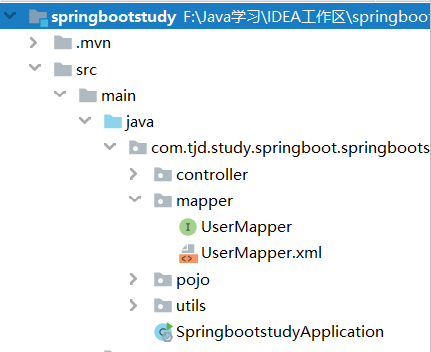 springbootstudy F:\Java学习\IDEA工作区\springboot
.mvn
src
main
java
com.tjd.study.springboot.springboots
controller
mapper
I UserMapper
UserMapper.xml
pojo
utils
SpringbootstudyApplication